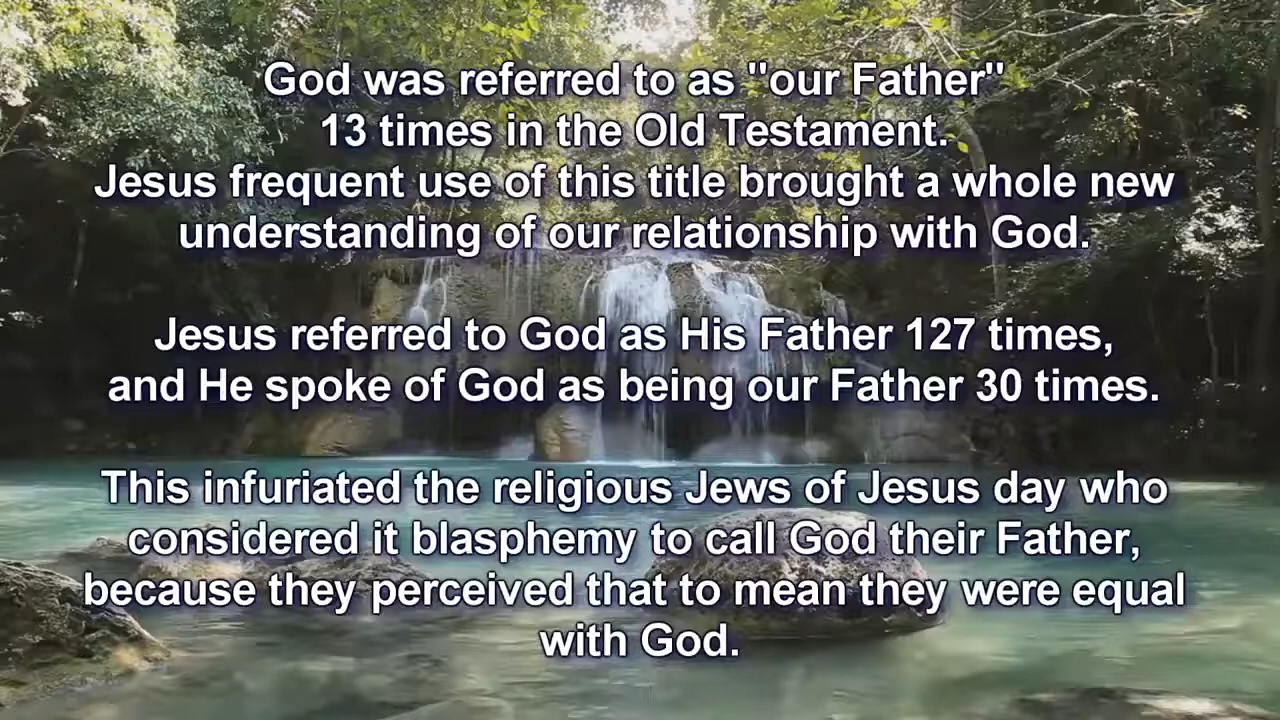 God was referred to as "our Father"
13 times in the Old Testament.
Jesus frequent use of this title brought a whole new
understanding of our relationship with God.
Jesus referred to God as His Father 127 times,
and He spoke of God as being our Father 30 times.
This infuriated the religious Jews of Jesus day who
considered it blasphemy to call God their Father,
because they perceived that to mean they were equal
with God.